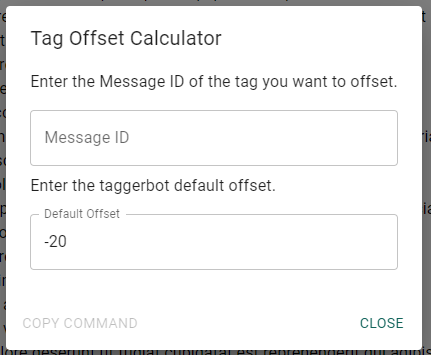 Tag Offset Calculator
Enter the Message ID of the tag you want to offset.
Message ID
Enter the taggerbot default offset.
Default Offset
-20
COPY COMMAND
CLOSE